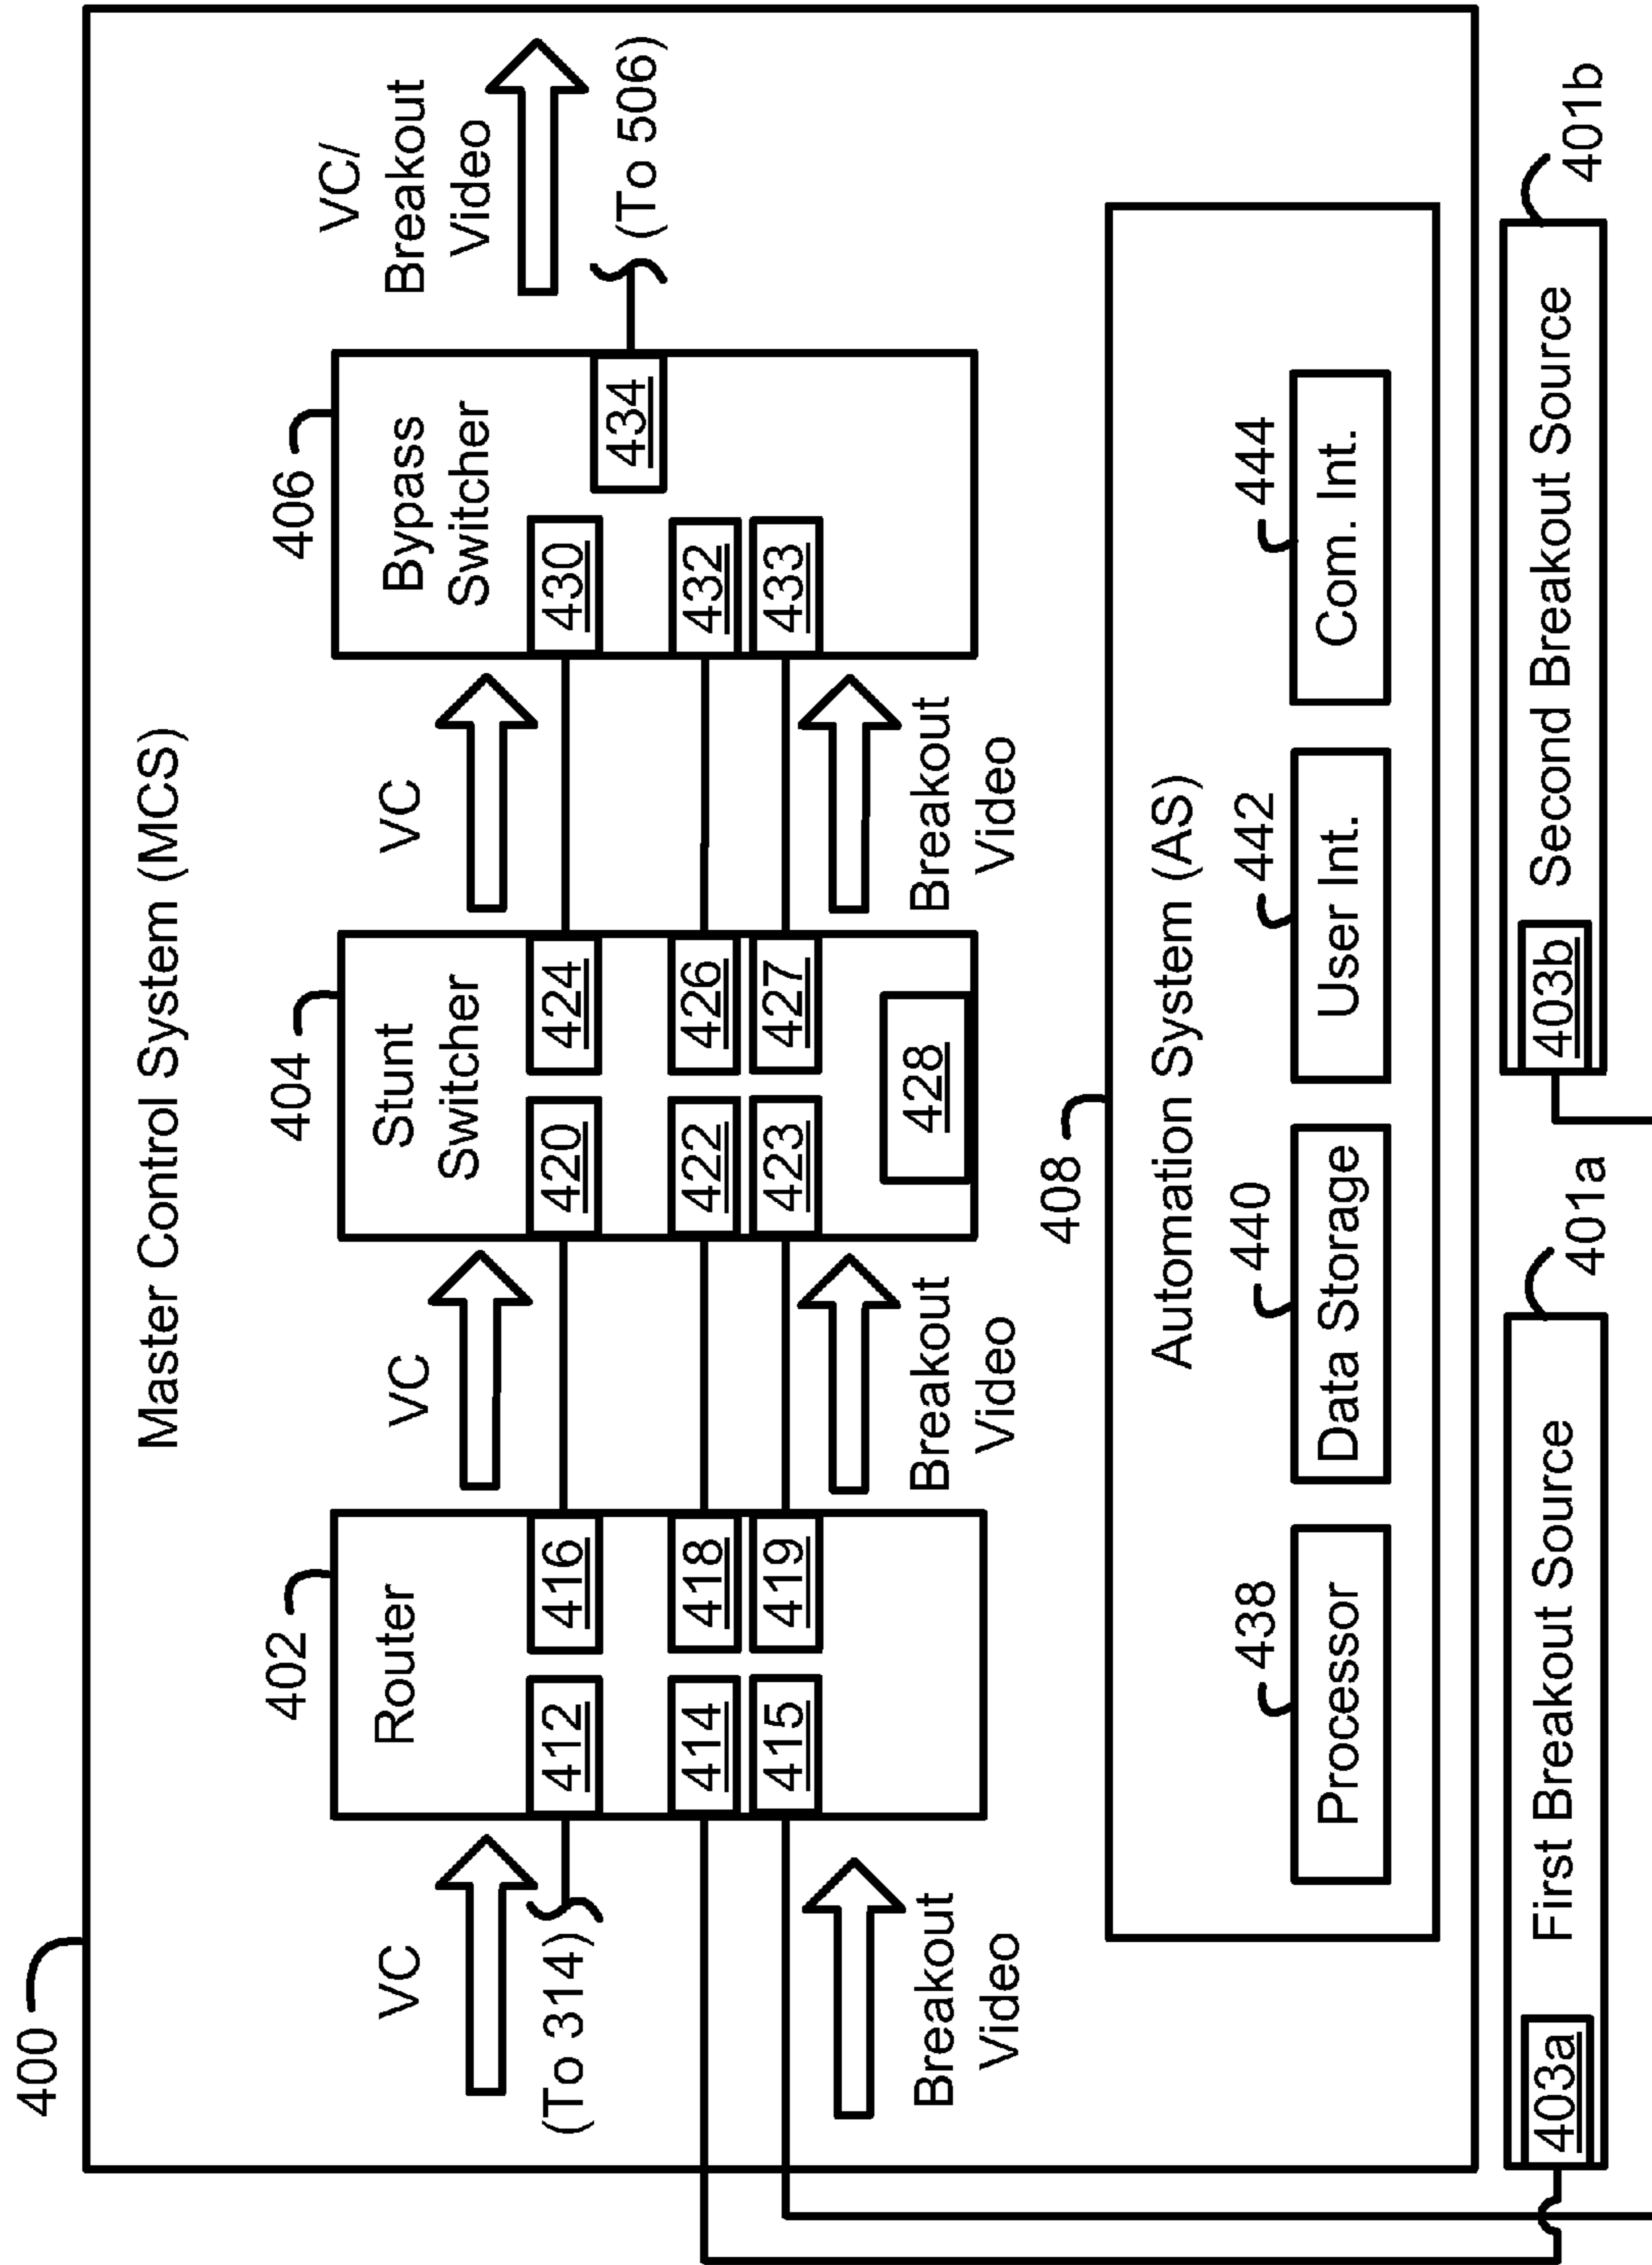 400
Master Control System (MCS)
402
404
406
VC
VC
VC
VC/
Breakout
Video
Router
Stunt
Switcher
Bypass
Switcher
(To 314)
412
416
420
424
430
434
(To 506)
414
418
422
426
432
415
419
423
427
433
428
Breakout
Video
Breakout
Video
Breakout
Video
408
Automation System (AS)
438
440
442
444
Processor
Data Storage
User Int.
Com. Int.
403a
First Breakout Source
401a
403b
Second Breakout Source
401b